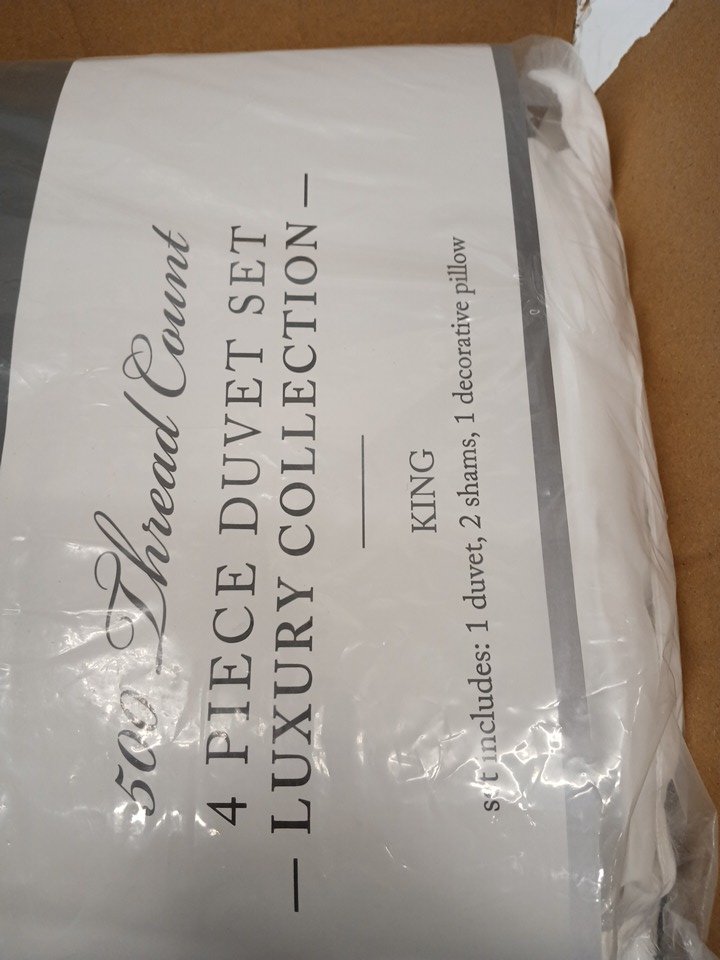 500 Thread Count
4 PIECE DUVET SET
— LUXURY COLLECTION —
KING
set includes: 1 duvet, 2 shams, 1 decorative pillow